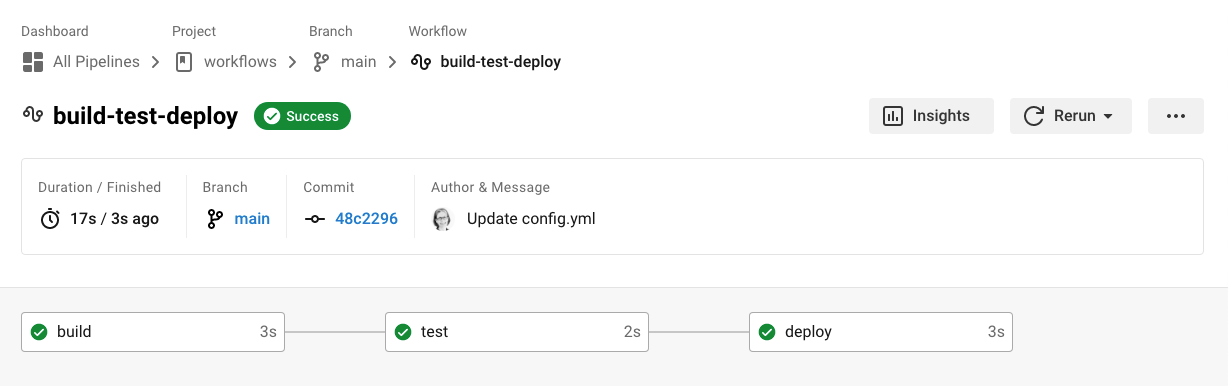 Dashboard Project Branch Workflow
All Pipelines workflows main build-test-deploy
build-test-deploy Success Insights Rerun
Duration / Finished Branch Commit Author & Message
17s / 3s ago main 48c2296 Update config.yml
build 3s test 2s deploy 3s